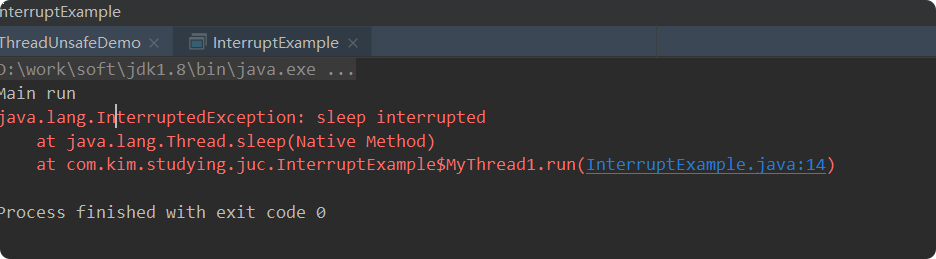 nterruptExample
ThreadUnsafeDemo × InterruptExample ×
D:\work\soft\jdk1.8\bin\java.exe ...
Main run
java.lang.InterruptedException: sleep interrupted
    at java.lang.Thread.sleep(Native Method)
    at com.kim.studying.juc.InterruptExample$MyThread1.run(InterruptExample.java:14)
Process finished with exit code 0